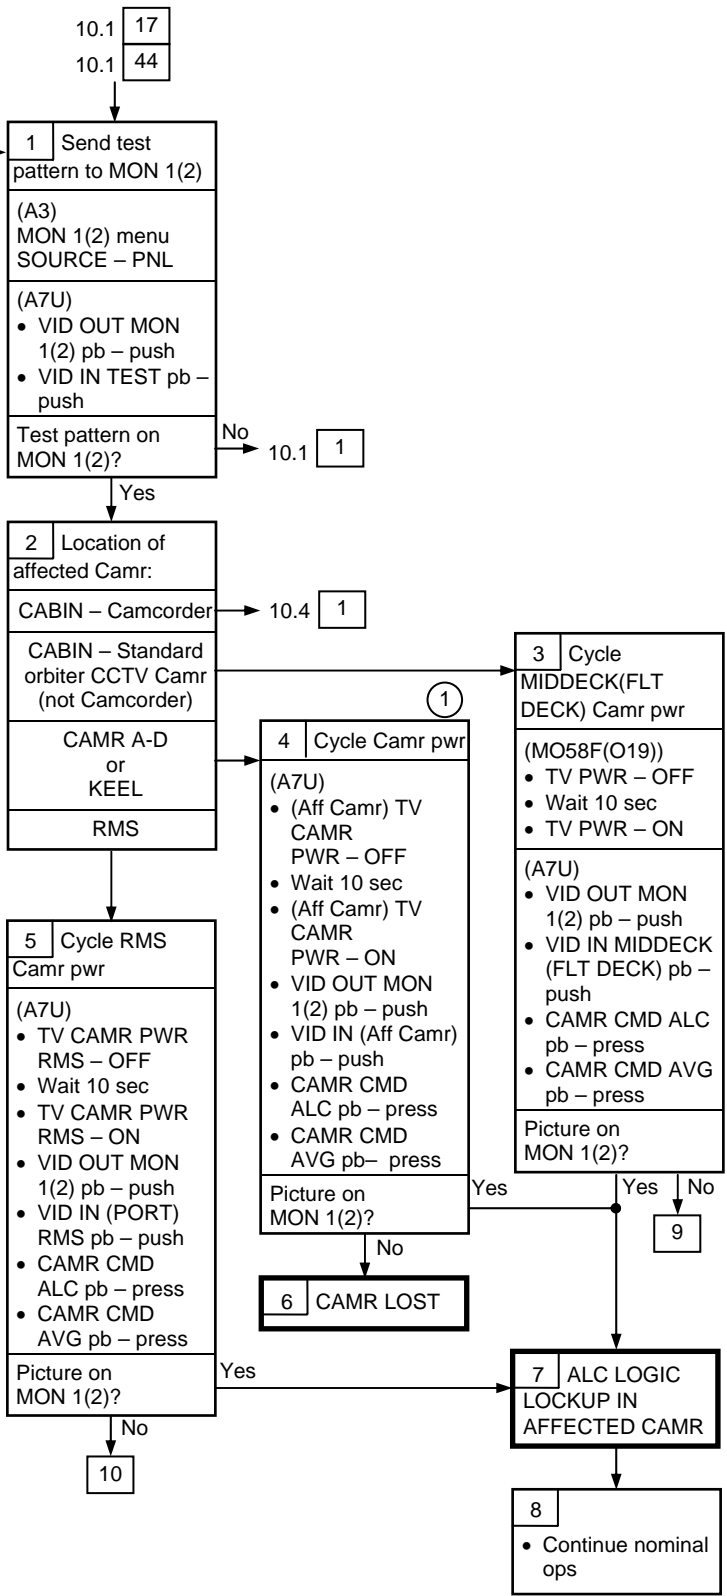 10.1 17
10.1 44
1 Send test
pattern to MON 1(2)
(A3)
MON 1(2) menu
SOURCE – PNL
(A7U)
• VID OUT MON
1(2) pb – push
• VID IN TEST pb –
push
Test pattern on
MON 1(2)?
No
10.1 1
Yes
2 Location of
affected Camr:
CABIN – Camcorder
10.4 1
CABIN – Standard
orbiter CCTV Camr
(not Camcorder)
CAMR A-D
or
KEEL
RMS
3 Cycle
MIDDECK(FLT
DECK) Camr pwr
(MO58F(O19))
• TV PWR – OFF
• Wait 10 sec
• TV PWR – ON
(A7U)
• VID OUT MON
1(2) pb – push
• VID IN MIDDECK
(FLT DECK) pb –
push
• CAMR CMD ALC
pb – press
• CAMR CMD AVG
pb – press
Picture on
MON 1(2)?
Yes
No
9
1
4 Cycle Camr pwr
(A7U)
• (Aff Camr) TV
CAMR
PWR – OFF
• Wait 10 sec
• (Aff Camr) TV
CAMR
PWR – ON
• VID OUT MON
1(2) pb – push
• VID IN (Aff Camr)
pb – push
• CAMR CMD
ALC pb – press
• CAMR CMD
AVG pb– press
Picture on
MON 1(2)?
Yes
No
6 CAMR LOST
5 Cycle RMS
Camr pwr
(A7U)
• TV CAMR PWR
RMS – OFF
• Wait 10 sec
• TV CAMR PWR
RMS – ON
• VID OUT MON
1(2) pb – push
• VID IN (PORT)
RMS pb – push
• CAMR CMD
ALC pb – press
• CAMR CMD
AVG pb – press
Picture on
MON 1(2)?
Yes
No
10
7 ALC LOGIC
LOCKUP IN
AFFECTED CAMR
8
• Continue nominal
ops